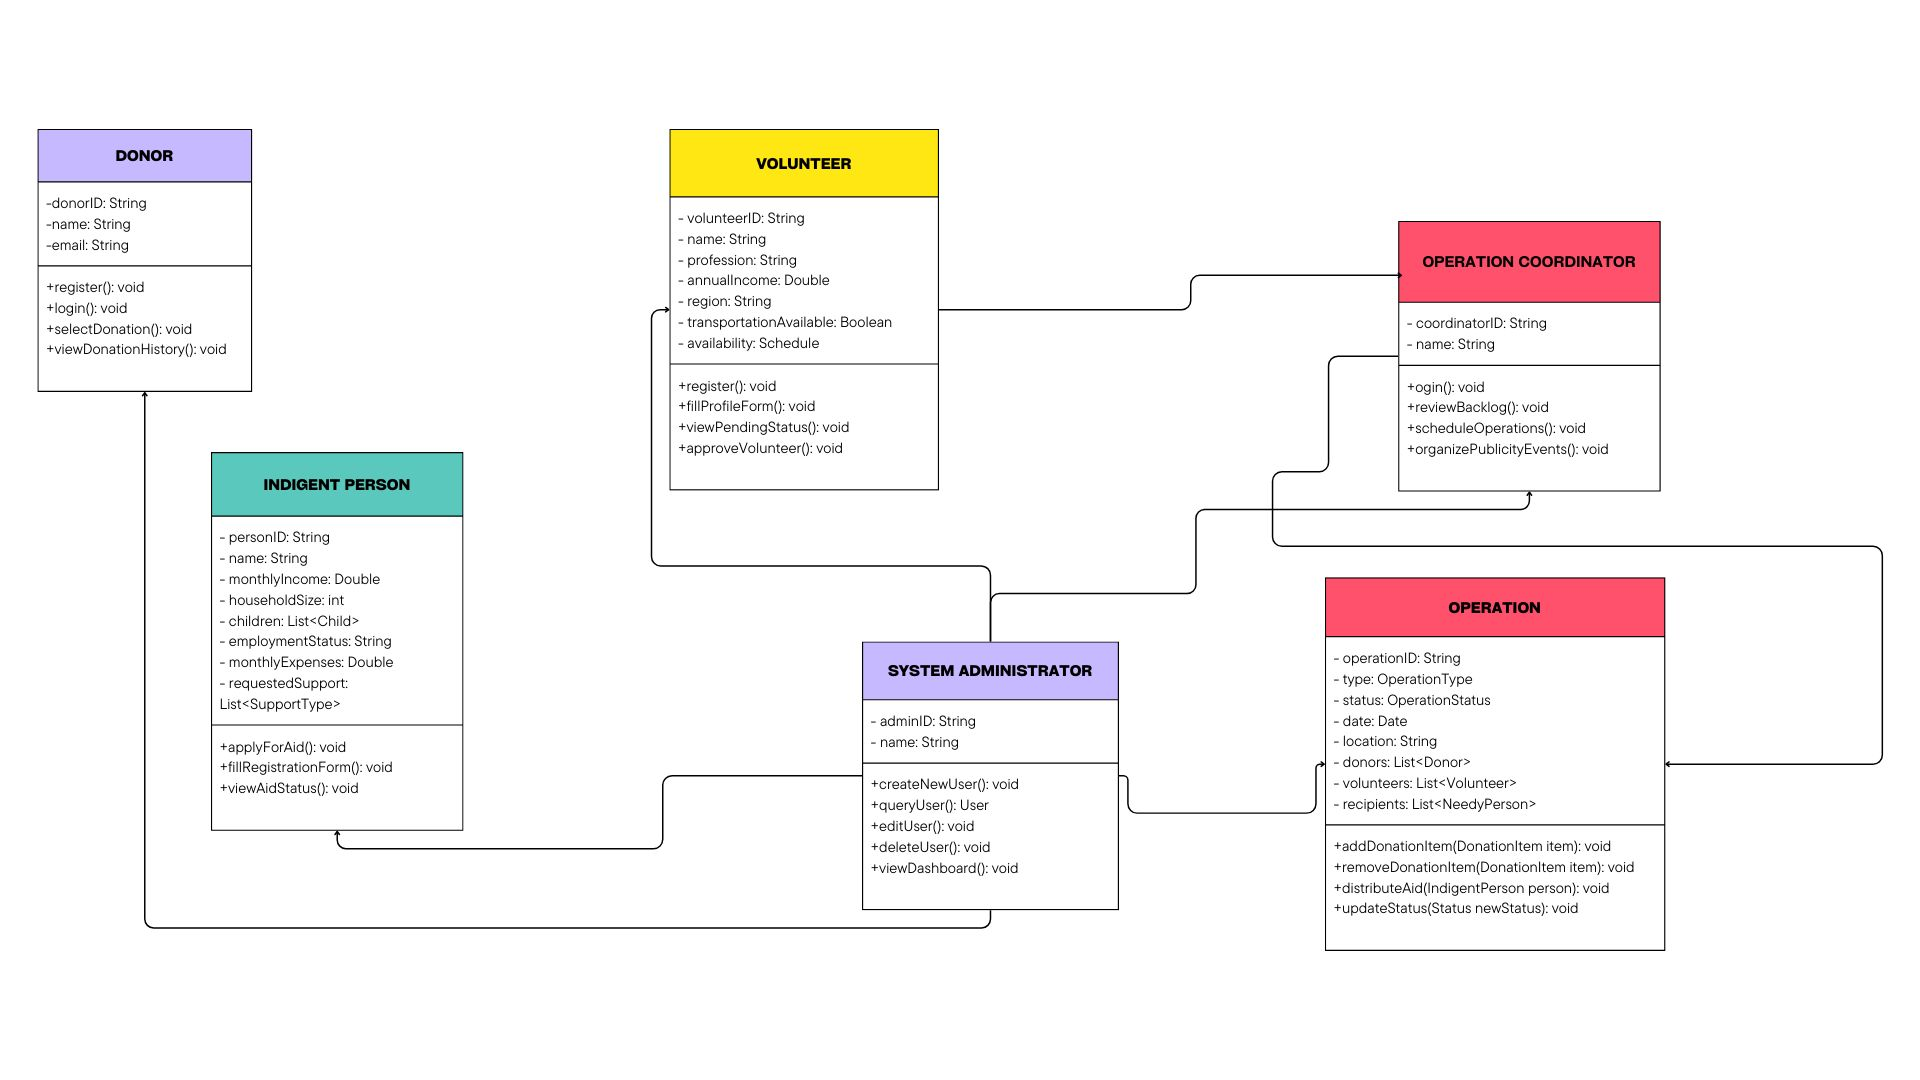 DONOR
-donorID: String
-name: String
-email: String
+register(): void
+login(): void
+selectDonation(): void
+viewDonationHistory(): void
VOLUNTEER
- volunteerID: String
- name: String
- profession: String
- annualIncome: Double
- region: String
- transportationAvailable: Boolean
- availability: Schedule
+register(): void
+fillProfileForm(): void
+viewPendingStatus(): void
+approveVolunteer(): void
OPERATION COORDINATOR
- coordinatorID: String
- name: String
+ogin(): void
+reviewBacklog(): void
+scheduleOperations(): void
+organizePublicityEvents(): void
INDIGENT PERSON
- personID: String
- name: String
- monthlyIncome: Double
- householdSize: int
- children: List<Child>
- employmentStatus: String
- monthlyExpenses: Double
- requestedSupport:
List<SupportType>
+applyForAid(): void
+fillRegistrationForm(): void
+viewAidStatus(): void
SYSTEM ADMINISTRATOR
- adminID: String
- name: String
+createNewUser(): void
+queryUser(): User
+editUser(): void
+deleteUser(): void
+viewDashboard(): void
OPERATION
- operationID: String
- type: OperationType
- status: OperationStatus
- date: Date
- location: String
- donors: List<Donor>
- volunteers: List<Volunteer>
- recipients: List<NeedyPerson>
+addDonationItem(DonationItem item): void
+removeDonationItem(DonationItem item): void
+distributeAid(IndigentPerson person): void
+updateStatus(Status newStatus): void